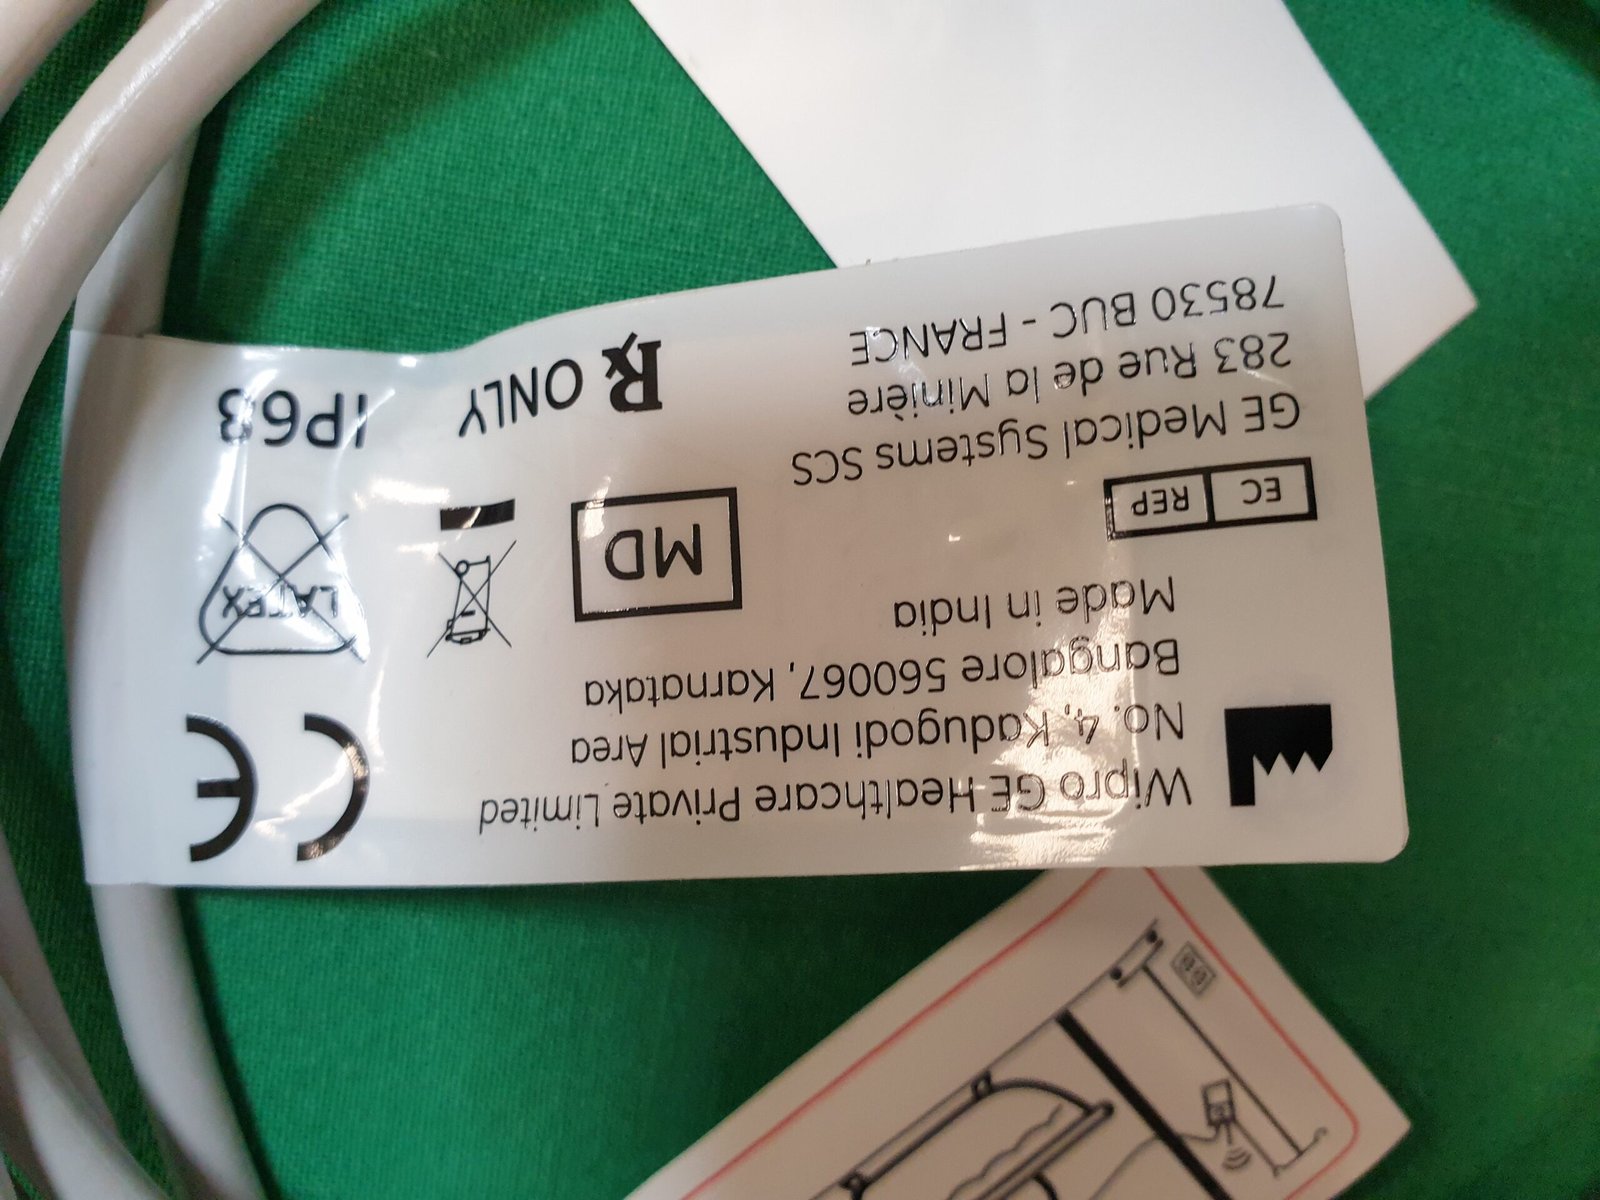 Wipro GE Healthcare Private Limited
No. 4, Kadugodi Industrial Area
Bangalore 560067, Karnataka
Made in India
EC REP
GE Medical Systems SCS
283 Rue de la Minière
78530 BUC - FRANCE
CE
MD
LATEX
Rx ONLY
IP63